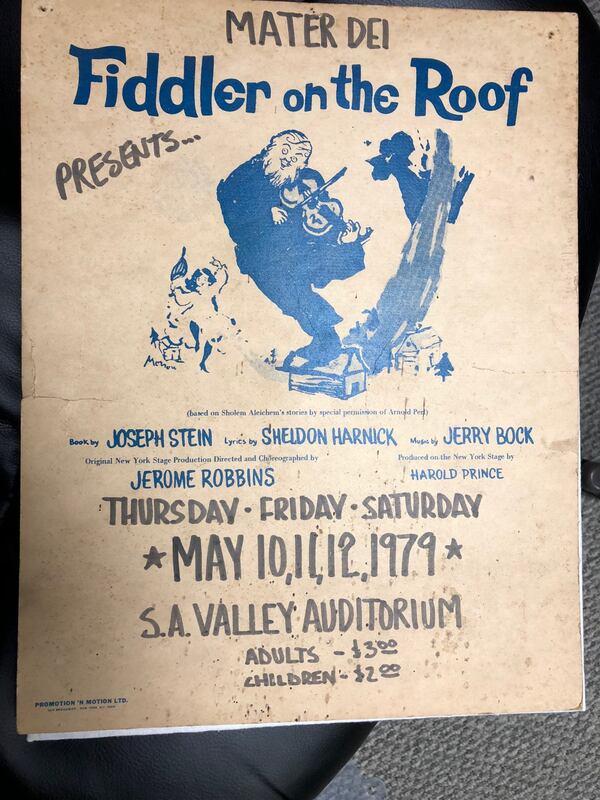 MATER DEI
Fiddler on the Roof
PRESENTS...
Morrow
(based on Sholem Aleichem's stories by special permission of Arnold Perl)
Book by JOSEPH STEIN Lyrics by SHELDON HARNICK Music by JERRY BOCK
Original New York Stage Production Directed and Choreographed by
JEROME ROBBINS
Produced on the New York Stage by
HAROLD PRINCE
THURSDAY · FRIDAY · SATURDAY
★ MAY 10, 11, 12, 1979 ★
S.A. VALLEY AUDITORIUM
ADULTS - $3.00
CHILDREN - $2.00
PROMOTION 'N MOTION LTD.